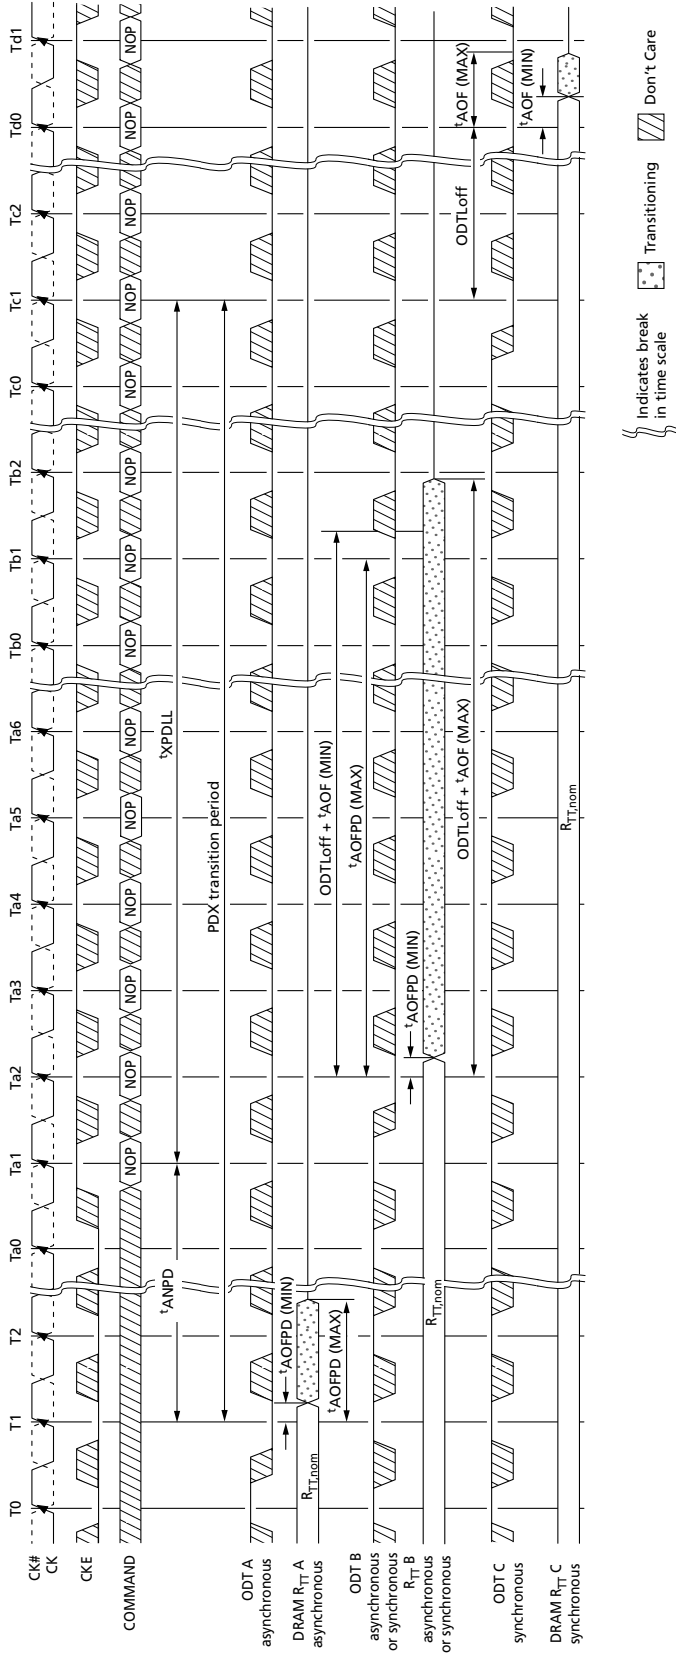 T0 T1 T2 Ta0 Ta1 Ta2 Ta3 Ta4 Ta5 Ta6 Tb0 Tb1 Tb2 Tc0 Tc1 Tc2 Td0 Td1
CK#
CK
CKE
COMMAND
NOP NOP NOP NOP NOP NOP NOP NOP NOP NOP NOP NOP NOP NOP
tANPD
tXPDLL
PDX transition period
ODT A
asynchronous
tAOFPD (MIN)
DRAM RTT A
asynchronous
RTT,nom
tAOFPD (MAX)
ODTLoff + tAOF (MIN)
tAOFPD (MAX)
ODT B
asynchronous
or synchronous
tAOFPD (MIN)
RTT B
asynchronous
or synchronous
RTT,nom
ODTLoff + tAOF (MAX)
ODTLoff
tAOF (MAX)
ODT C
synchronous
tAOF (MIN)
DRAM RTT C
synchronous
RTT,nom
Indicates break
in time scale
Transitioning
Don't Care